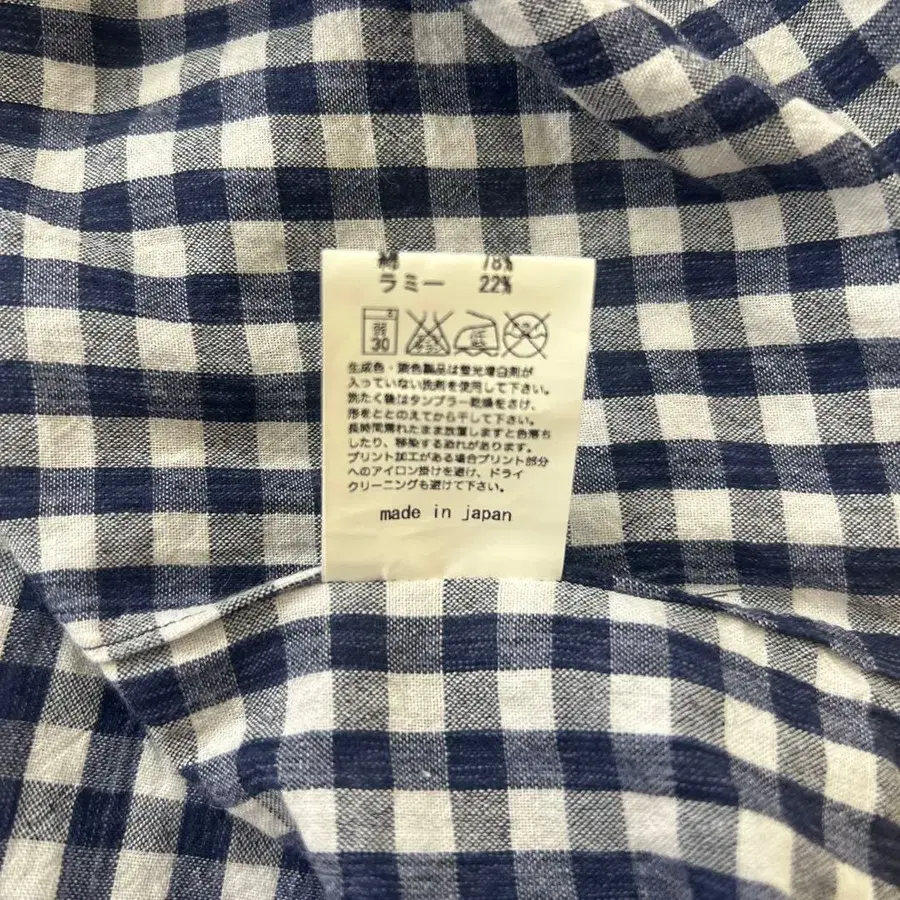 綿 78%
ラミー 22%
弱 30
生成色・淡色製品は蛍光増白剤が
入っていない洗剤を使用して下さい。
洗たく後はタンブラー乾燥をさけ、
形をととのえてから干して下さい。
長時間濡れたまま放置しますと色落ち
したり、移染する恐れがあります。
プリント加工がある場合プリント部分
へのアイロン掛けを避け、ドライ
クリーニングも避けて下さい。
made in japan